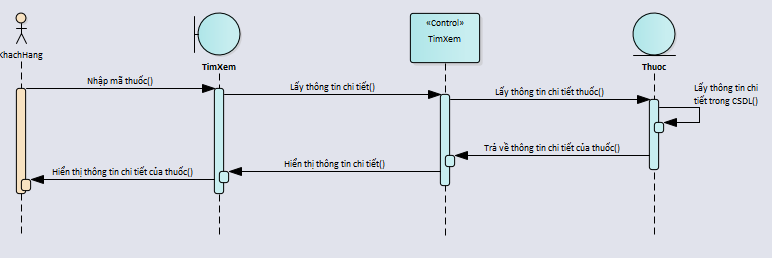 «Control»
TimXem
KhachHang
TimXem
Thuoc
Nhập mã thuốc()
Lấy thông tin chi tiết()
Lấy thông tin chi tiết thuốc()
Lấy thông tin chi
tiết trong CSDL()
Trả về thông tin chi tiết của thuốc()
Hiển thị thông tin chi tiết()
Hiển thị thông tin chi tiết của thuốc()